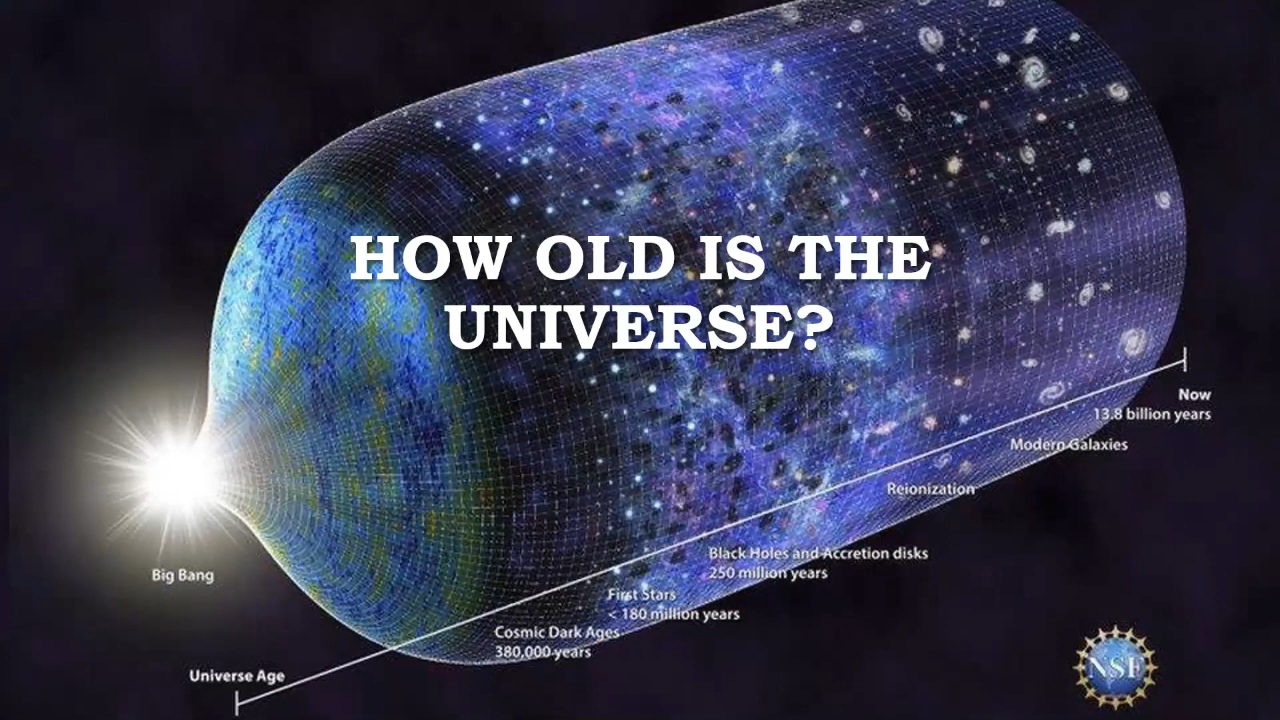 HOW OLD IS THE
UNIVERSE?
Now
13.8 billion years
Modern Galaxies
Reionization
Black Holes and Accretion disks
250 million years
First Stars
< 180 million years
Cosmic Dark Ages
380,000 years
Big Bang
Universe Age
NSF